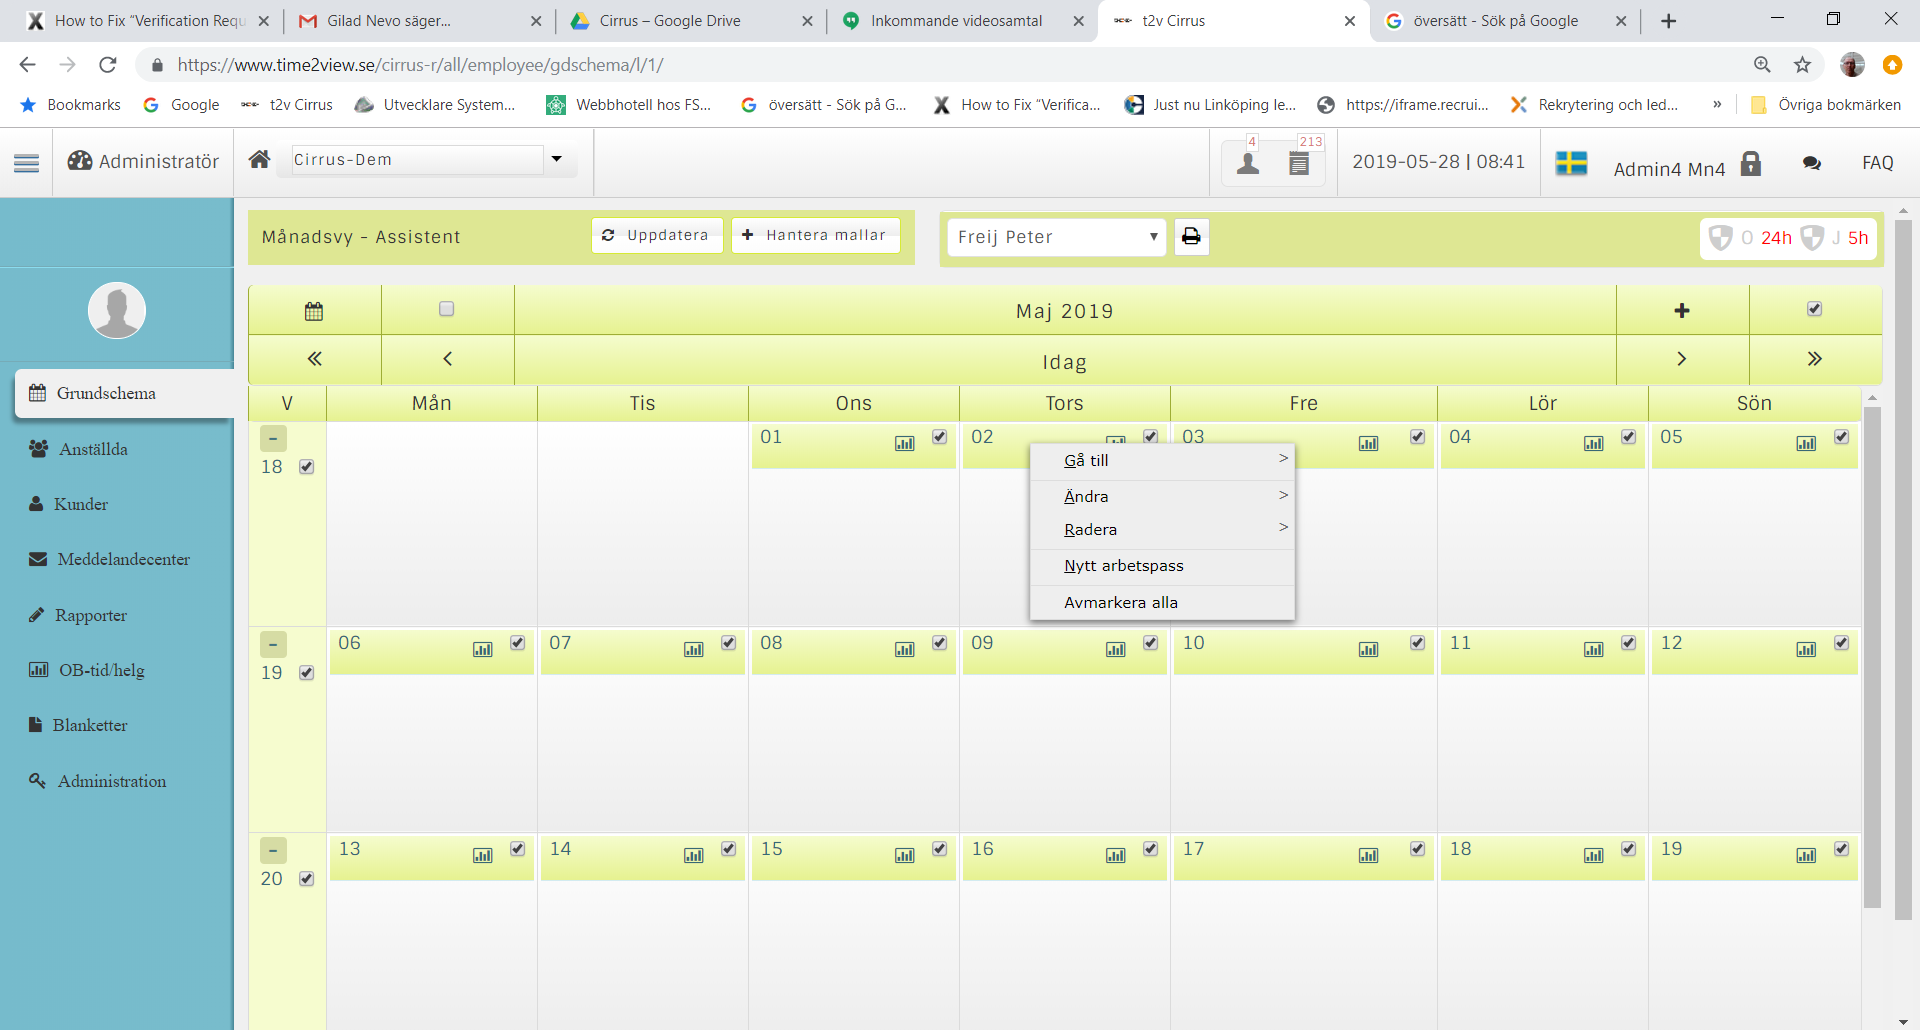 How to Fix “Verification Requ
Gilad Nevo säger...
Cirrus – Google Drive
Inkommande videosamtal
t2v Cirrus
översätt - Sök på Google
https://www.time2view.se/cirrus-r/all/employee/gdschema/l/1/
Bookmarks
Google
t2v Cirrus
Utvecklare System...
Webbhotell hos FS...
översätt - Sök på G...
How to Fix “Verifica...
Just nu Linköping le...
https://iframe.recrui...
Rekrytering och led...
»
Övriga bokmärken
Administratör
Cirrus-Dem
4
213
2019-05-28 | 08:41
Admin4 Mn4
FAQ
Månadsvy - Assistent
Uppdatera
Hantera mallar
Freij Peter
O 24h J 5h
Maj 2019
Idag
V Mån Tis Ons Tors Fre Lör Sön
Grundschema
Anställda
Kunder
Meddelandecenter
Rapporter
OB-tid/helg
Blanketter
Administration
18
01 02 03 04 05
Gå till >
Ändra >
Radera >
Nytt arbetspass
Avmarkera alla
19
06 07 08 09 10 11 12
20
13 14 15 16 17 18 19